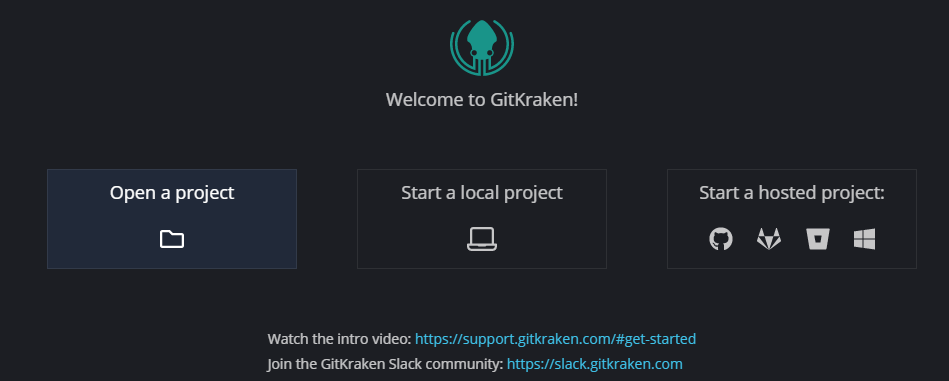 Welcome to GitKraken!
Open a project
Start a local project
Start a hosted project:
Watch the intro video: https://support.gitkraken.com/#get-started
Join the GitKraken Slack community: https://slack.gitkraken.com